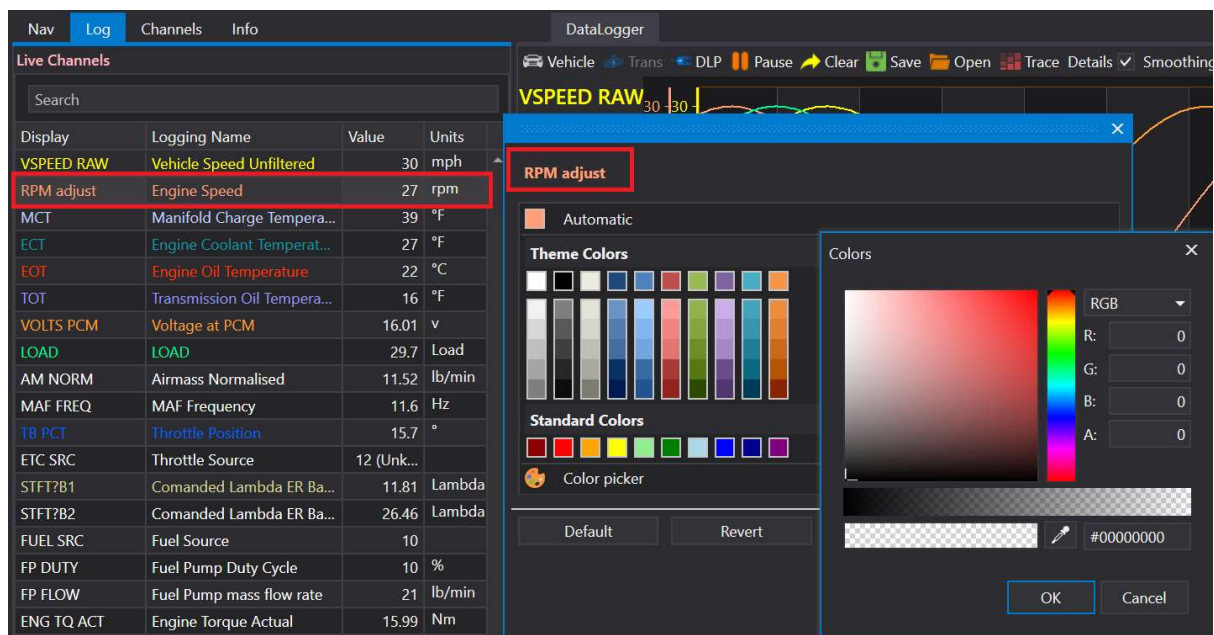 Nav Log Channels Info DataLogger
Live Channels
Vehicle Trans DLP Pause Clear Save Open Trace Details Smoothing
Search
VSPEED RAW 30 30
Display Logging Name Value Units
VSPEED RAW Vehicle Speed Unfiltered 30 mph
RPM adjust Engine Speed 27 rpm
MCT Manifold Charge Tempera... 39 °F
ECT Engine Coolant Temperat... 27 °F
EOT Engine Oil Temperature 22 °C
TOT Transmission Oil Tempera... 16 °F
VOLTS PCM Voltage at PCM 16.01 v
LOAD LOAD 29.7 Load
AM NORM Airmass Normalised 11.52 lb/min
MAF FREQ MAF Frequency 11.6 Hz
TB PCT Throttle Position 15.7 °
ETC SRC Throttle Source 12 (Unk...
STFT?B1 Comanded Lambda ER Ba... 11.81 Lambda
STFT?B2 Comanded Lambda ER Ba... 26.46 Lambda
FUEL SRC Fuel Source 10
FP DUTY Fuel Pump Duty Cycle 10 %
FP FLOW Fuel Pump mass flow rate 21 lb/min
ENG TQ ACT Engine Torque Actual 15.99 Nm
RPM adjust
Automatic
Theme Colors
Standard Colors
Color picker
Default Revert
Colors
RGB
R: 0
G: 0
B: 0
A: 0
#00000000
OK Cancel